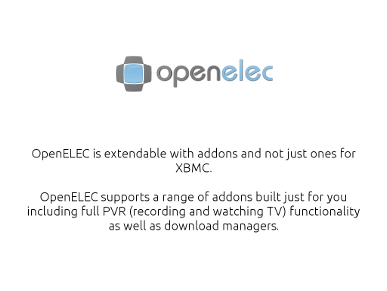 openelec
OpenELEC is extendable with addons and not just ones for
XBMC.
OpenELEC supports a range of addons built just for you
including full PVR (recording and watching TV) functionality
as well as download managers.